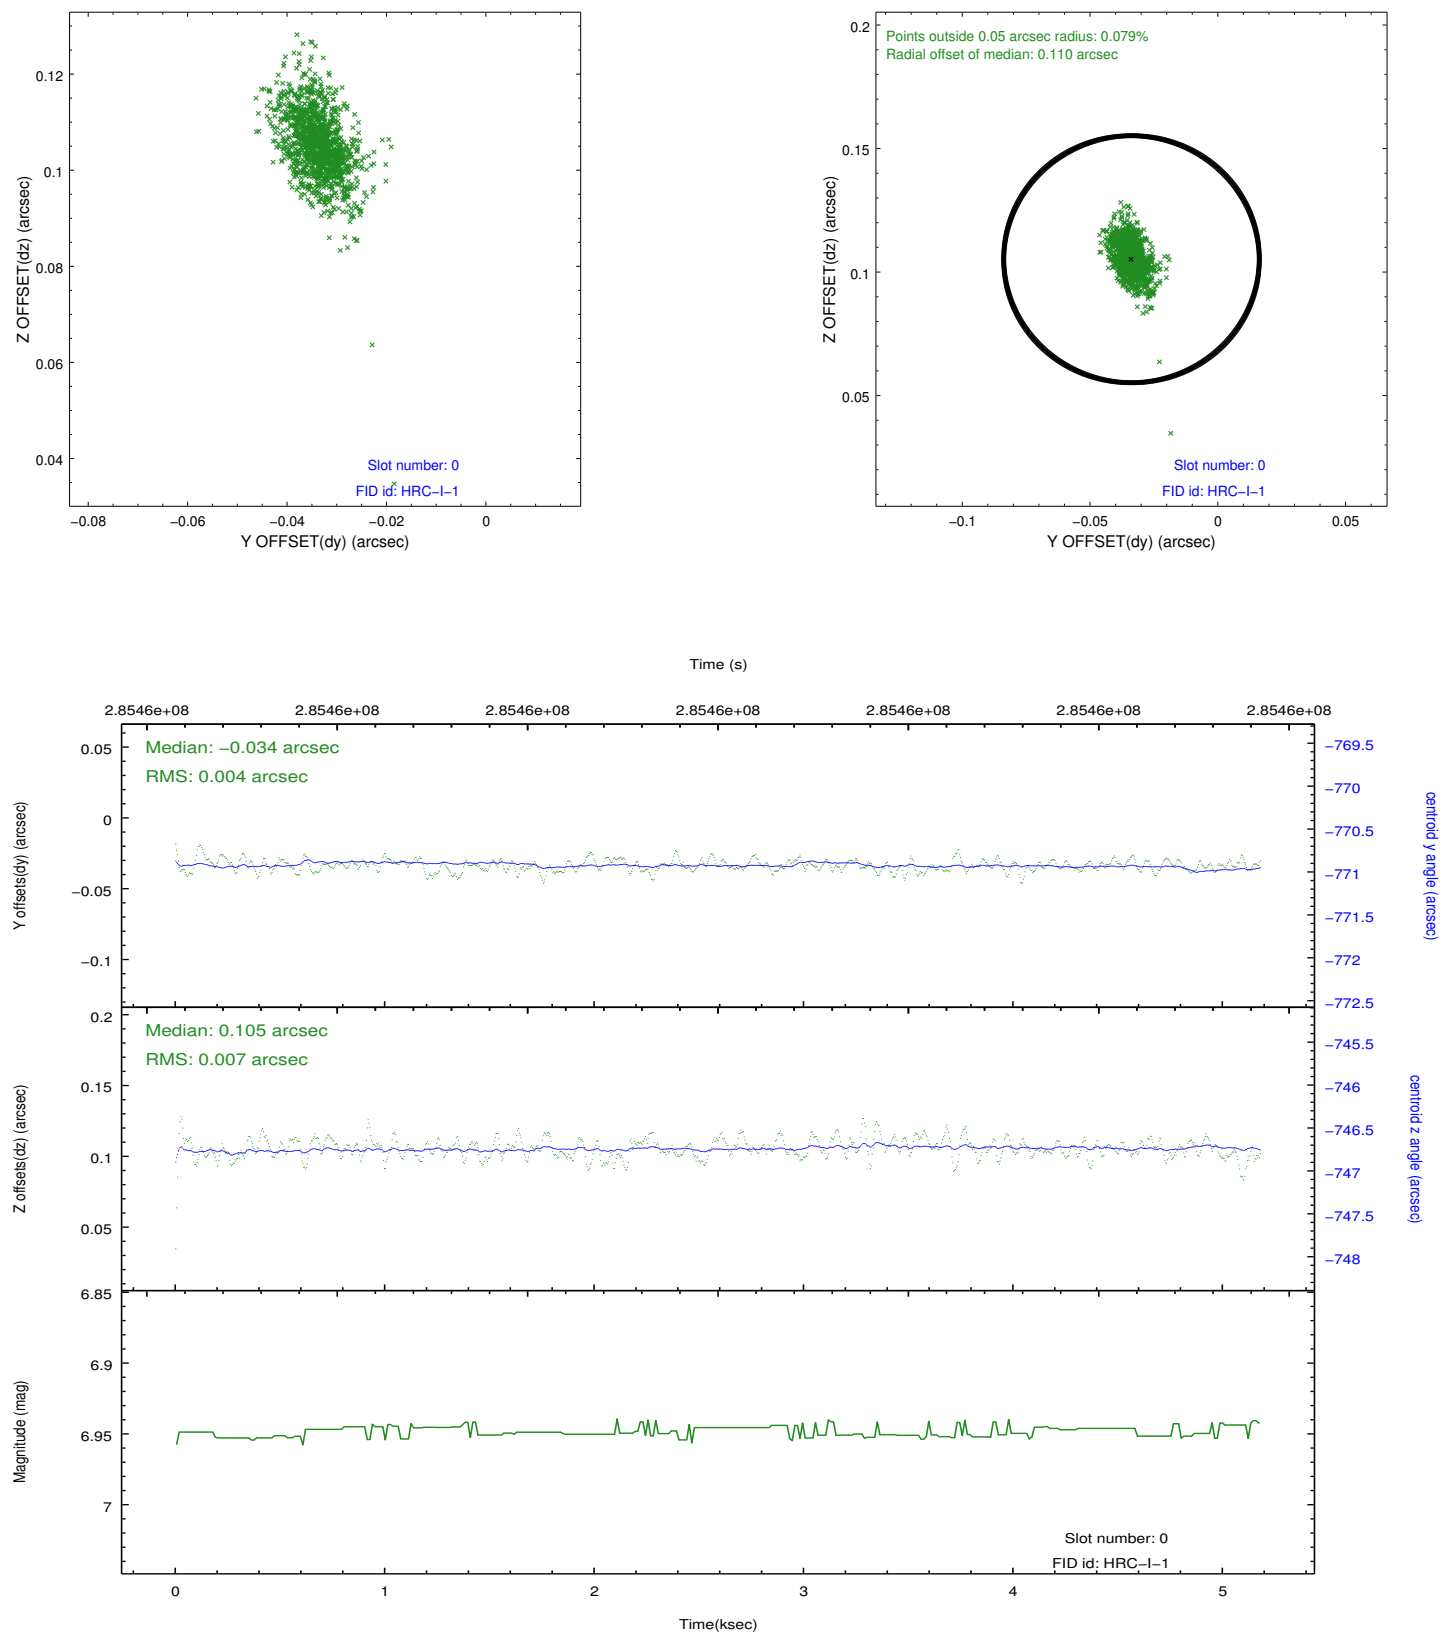 0.12
0.1
0.08
0.06
0.04
Z OFFSET(dz) (arcsec)
Slot number: 0
FID id: HRC−I−1
−0.08 −0.06 −0.04 −0.02 0
Y OFFSET(dy) (arcsec)
Points outside 0.05 arcsec radius: 0.079%
Radial offset of median: 0.110 arcsec
0.2
0.15
0.1
0.05
Z OFFSET(dz) (arcsec)
Slot number: 0
FID id: HRC−I−1
−0.1 −0.05 0 0.05
Y OFFSET(dy) (arcsec)
Time (s)
2.8546e+08 2.8546e+08 2.8546e+08 2.8546e+08 2.8546e+08 2.8546e+08 2.8546e+08
Median: −0.034 arcsec
RMS: 0.004 arcsec
0.05
0
−0.05
−0.1
Y offsets(dy) (arcsec)
−769.5
−770
−770.5
−771
−771.5
−772
−772.5
centroid y angle (arcsec)
Median: 0.105 arcsec
RMS: 0.007 arcsec
0.2
0.15
0.1
0.05
Z offsets(dz) (arcsec)
−745.5
−746
−746.5
−747
−747.5
−748
centroid z angle (arcsec)
6.85
6.9
6.95
7
Magnitude (mag)
Slot number: 0
FID id: HRC−I−1
0 1 2 3 4 5
Time(ksec)